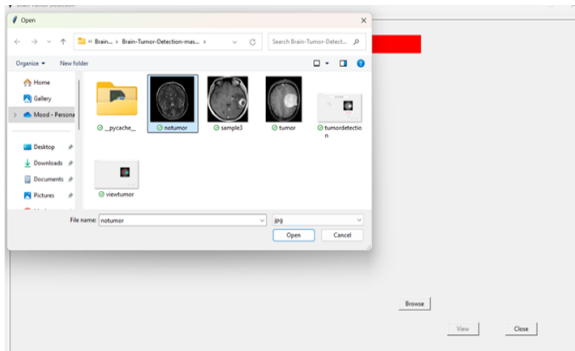 Open
« Brain... > Brain-Tumor-Detection-mas... >
Search Brain-Tumor-Detect...
Organize
New folder
Home
Gallery
Mood - Persona
Desktop
Downloads
Documents
Pictures
__pycache__
notumor
sample3
tumor
tumordetectio
n
viewtumor
File name: notumor
jpg
Open
Cancel
Browse
View
Close